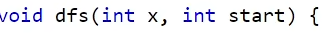 void dfs(int x, int start) {